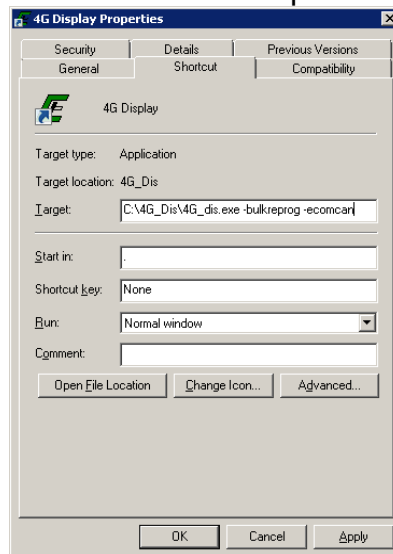 4G Display Properties
Security Details Previous Versions
General Shortcut Compatibility
4G Display
Target type: Application
Target location: 4G_Dis
Target: C:\4G_Dis\4G_dis.exe -bulkreprog -ecomcan
Start in: .
Shortcut key: None
Run: Normal window
Comment:
Open File Location Change Icon... Advanced...
OK Cancel Apply